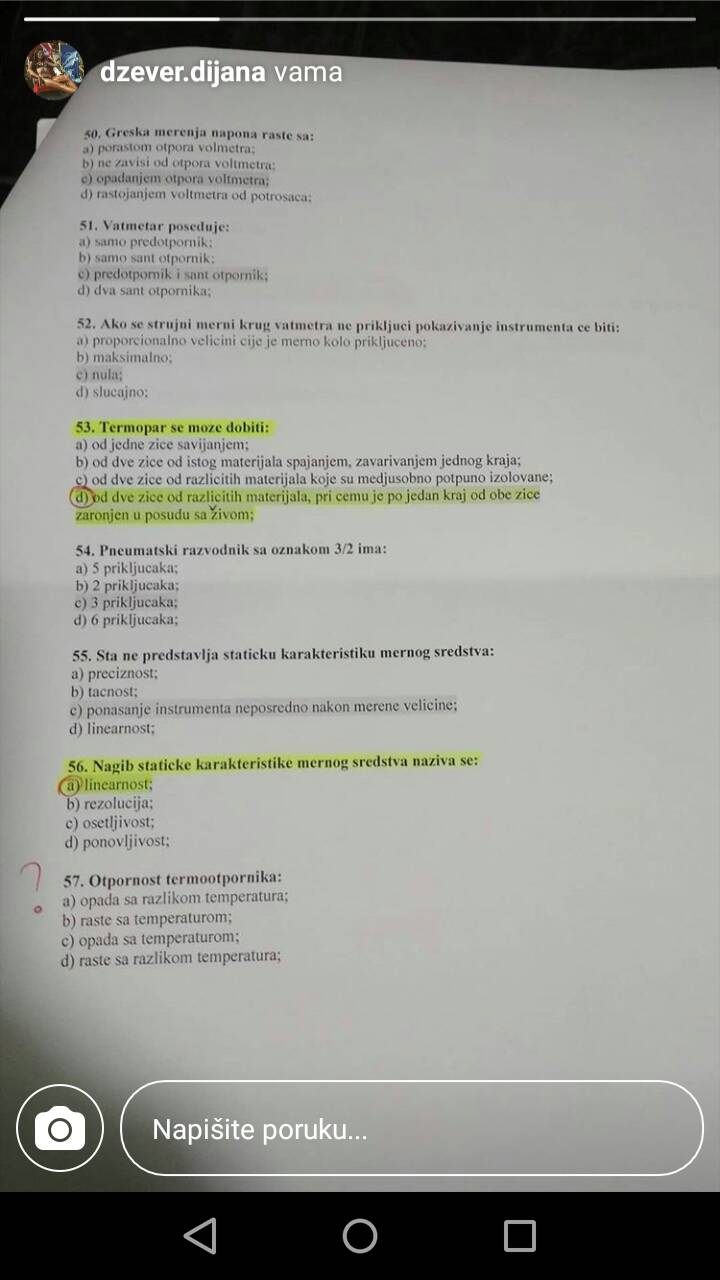 dzever.dijana vama
50. Greska merenja napona raste sa:
a) porastom otpora volmetra;
b) ne zavisi od otpora voltmetra;
c) opadanjem otpora voltmetra;
d) rastojanjem voltmetra od potrosaca;
51. Vatmetar poseduje:
a) samo predotpornik;
b) samo sant otpornik;
c) predotpornik i sant otpornik;
d) dva sant otpornika;
52. Ako se strujni merni krug vatmetra ne prikljuci pokazivanje instrumenta ce biti:
a) proporcionalno velicini cije je merno kolo prikljuceno;
b) maksimalno;
c) nula;
d) slucajno;
53. Termopar se moze dobiti:
a) od jedne zice savijanjem;
b) od dve zice od istog materijala spajanjem, zavarivanjem jednog kraja;
c) od dve zice od razlicitih materijala koje su medjusobno potpuno izolovane;
d) od dve zice od razlicitih materijala, pri cemu je po jedan kraj od obe zice
zaronjen u posudu sa živom;
54. Pneumatski razvodnik sa oznakom 3/2 ima:
a) 5 prikljucaka;
b) 2 prikljucaka;
c) 3 prikljucaka;
d) 6 prikljucaka;
55. Sta ne predstavlja staticku karakteristiku mernog sredstva:
a) preciznost;
b) tacnost;
c) ponasanje instrumenta neposredno nakon merene velicine;
d) linearnost;
56. Nagib staticke karakteristike mernog sredstva naziva se:
a) linearnost;
b) rezolucija;
c) osetljivost;
d) ponovljivost;
?
57. Otpornost termootpornika:
a) opada sa razlikom temperatura;
b) raste sa temperaturom;
c) opada sa temperaturom;
d) raste sa razlikom temperatura;
Napišite poruku...